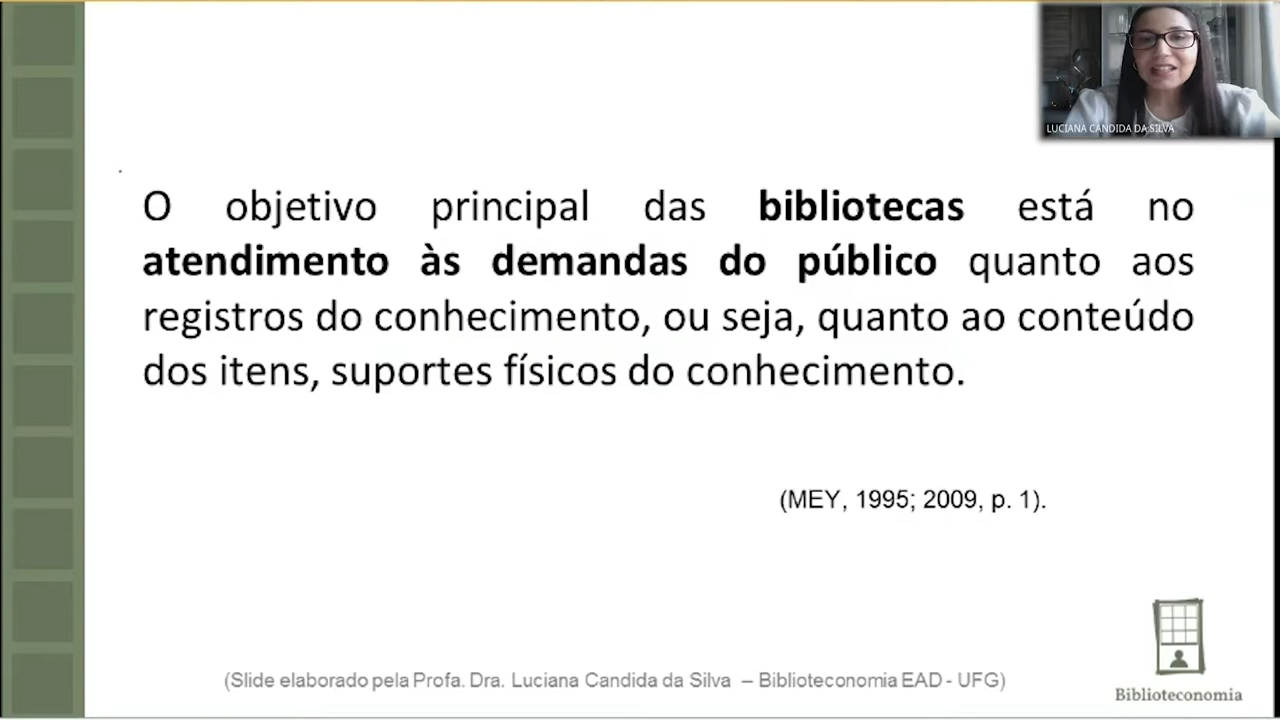 LUCIANA CANDIDA DA SILVA
O objetivo principal das bibliotecas está no
atendimento às demandas do público quanto aos
registros do conhecimento, ou seja, quanto ao conteúdo
dos itens, suportes físicos do conhecimento.
(MEY, 1995; 2009, p. 1).
(Slide elaborado pela Profa. Dra. Luciana Candida da Silva – Biblioteconomia EAD - UFG)
Biblioteconomia